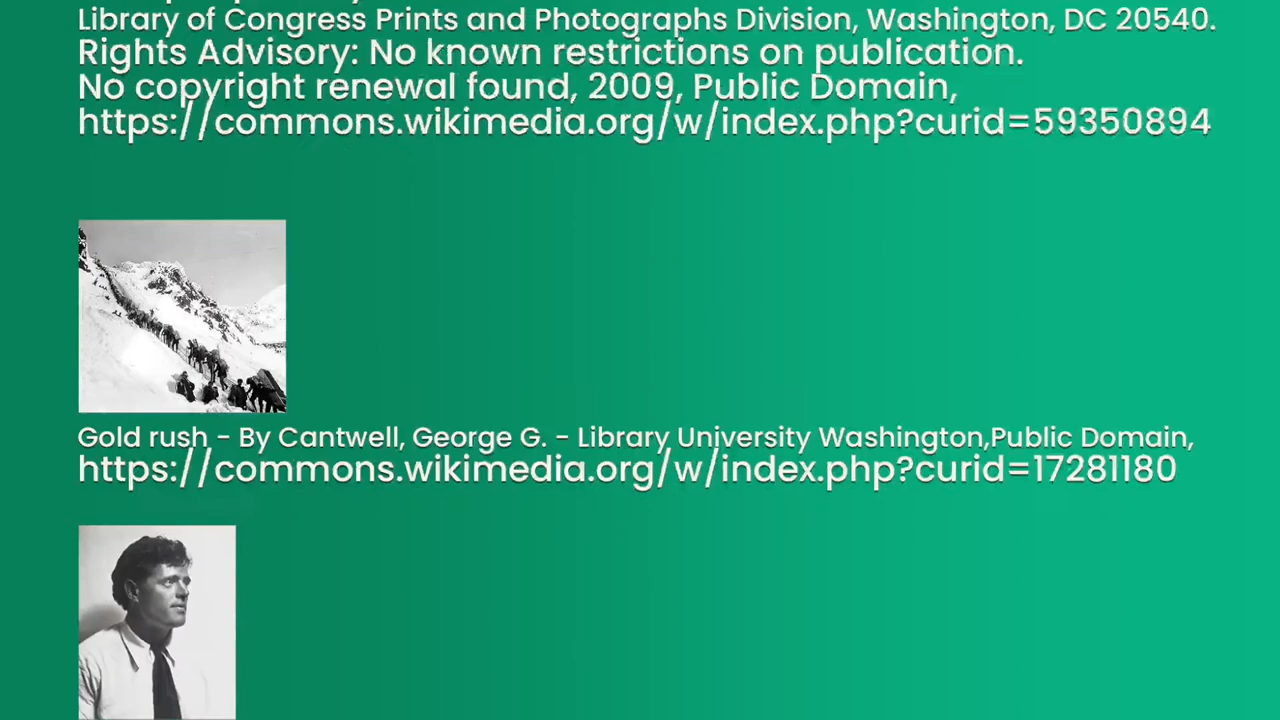 Library of Congress Prints and Photographs Division, Washington, DC 20540.
Rights Advisory: No known restrictions on publication.
No copyright renewal found, 2009, Public Domain,
https://commons.wikimedia.org/w/index.php?curid=59350894
Gold rush - By Cantwell, George G. - Library University Washington,Public Domain,
https://commons.wikimedia.org/w/index.php?curid=17281180